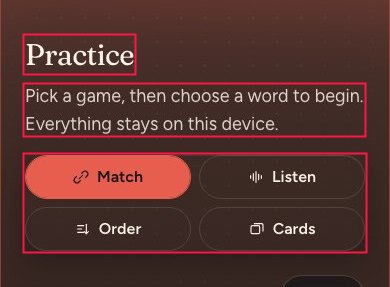 Practice
Pick a game, then choose a word to begin.
Everything stays on this device.
Match
Listen
Order
Cards